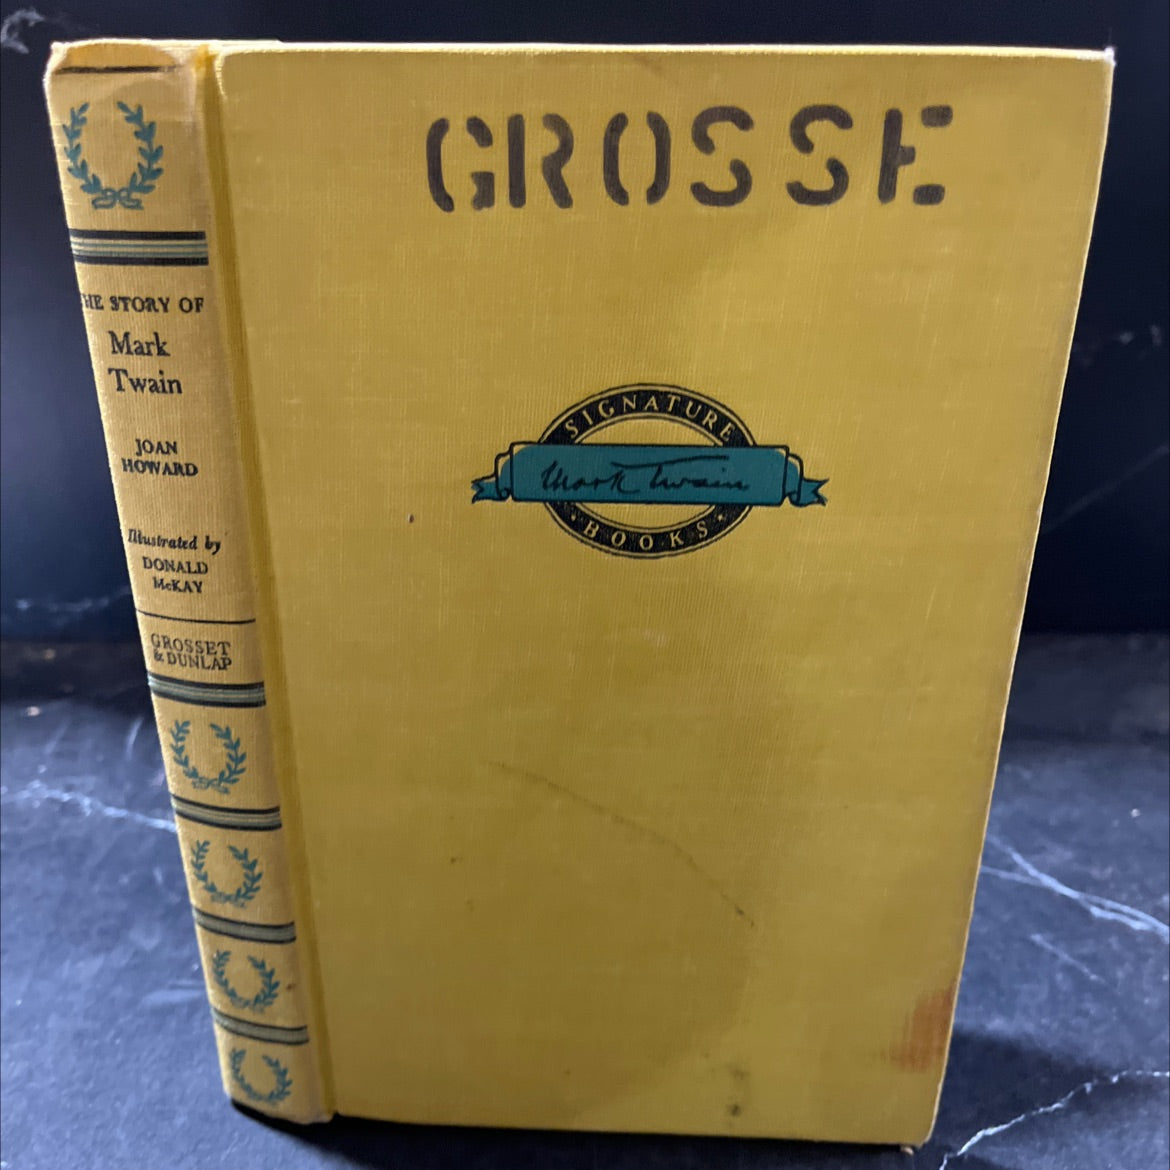 GROSSE
THE STORY OF
Mark
Twain
JOAN
HOWARD
Illustrated by
DONALD
McKAY
GROSSET
& DUNLAP
SIGNATURE
Mark Twain
• BOOKS •